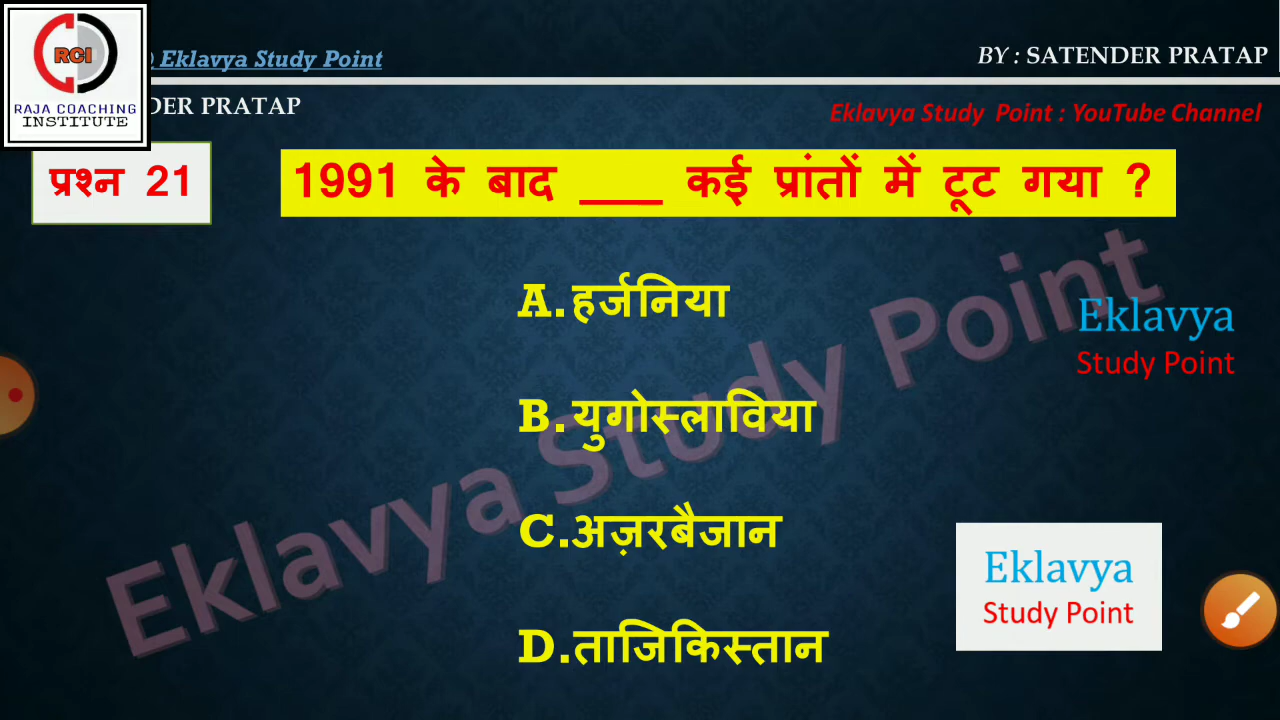 RCI
RAJA COACHING
INSTITUTE
Eklavya Study Point
BY : SATENDER PRATAP
DER PRATAP
Eklavya Study Point : YouTube Channel
प्रश्न 21
1991 के बाद ___ कई प्रांतों में टूट गया ?
A.हर्जनिया
B.युगोस्लाविया
C.अज़रबैजान
D.ताजिकिस्तान
Eklavya Study Point
Eklavya
Study Point
Eklavya
Study Point